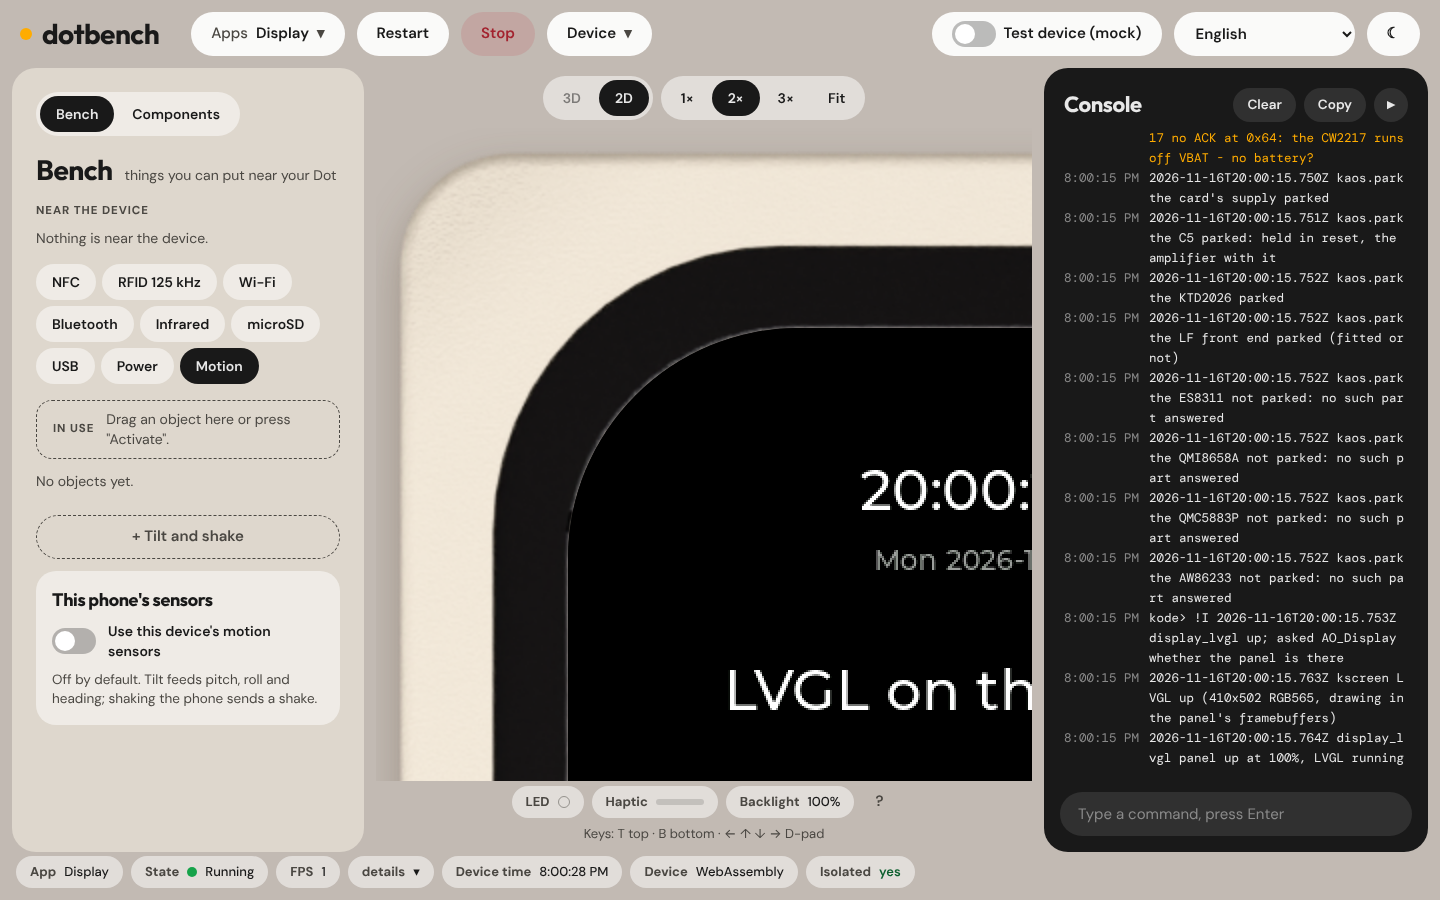 dotbench
Apps Display ▾
Restart
Stop
Device ▾
Test device (mock)
English
Bench
Components
Bench things you can put near your Dot
NEAR THE DEVICE
Nothing is near the device.
NFC
RFID 125 kHz
Wi-Fi
Bluetooth
Infrared
microSD
USB
Power
Motion
IN USE
Drag an object here or press
"Activate".
No objects yet.
+ Tilt and shake
This phone's sensors
Use this device's motion
sensors
Off by default. Tilt feeds pitch, roll and
heading; shaking the phone sends a shake.
3D
2D
1×
2×
3×
Fit
20:00:
Mon 2026-1
LVGL on th
LED
Haptic
Backlight 100%
?
Keys: T top · B bottom · ← ↑ ↓ → D-pad
Console
Clear
Copy
17 no ACK at 0x64: the CW2217 runs
off VBAT - no battery?
8:00:15 PM 2026-11-16T20:00:15.750Z kaos.park
the card's supply parked
8:00:15 PM 2026-11-16T20:00:15.751Z kaos.park
the C5 parked: held in reset, the
amplifier with it
8:00:15 PM 2026-11-16T20:00:15.752Z kaos.park
the KTD2026 parked
8:00:15 PM 2026-11-16T20:00:15.752Z kaos.park
the LF front end parked (fitted or
not)
8:00:15 PM 2026-11-16T20:00:15.752Z kaos.park
the ES8311 not parked: no such par
t answered
8:00:15 PM 2026-11-16T20:00:15.752Z kaos.park
the QMI8658A not parked: no such p
art answered
8:00:15 PM 2026-11-16T20:00:15.752Z kaos.park
the QMC5883P not parked: no such p
art answered
8:00:15 PM 2026-11-16T20:00:15.752Z kaos.park
the AW86233 not parked: no such pa
rt answered
8:00:15 PM kode> !I 2026-11-16T20:00:15.753Z
display_lvgl up; asked AO_Display
whether the panel is there
8:00:15 PM 2026-11-16T20:00:15.763Z kscreen L
VGL up (410x502 RGB565, drawing in
the panel's framebuffers)
8:00:15 PM 2026-11-16T20:00:15.764Z display_l
vgl panel up at 100%, LVGL running
Type a command, press Enter
App Display
State Running
FPS 1
details ▾
Device time 8:00:28 PM
Device WebAssembly
Isolated yes